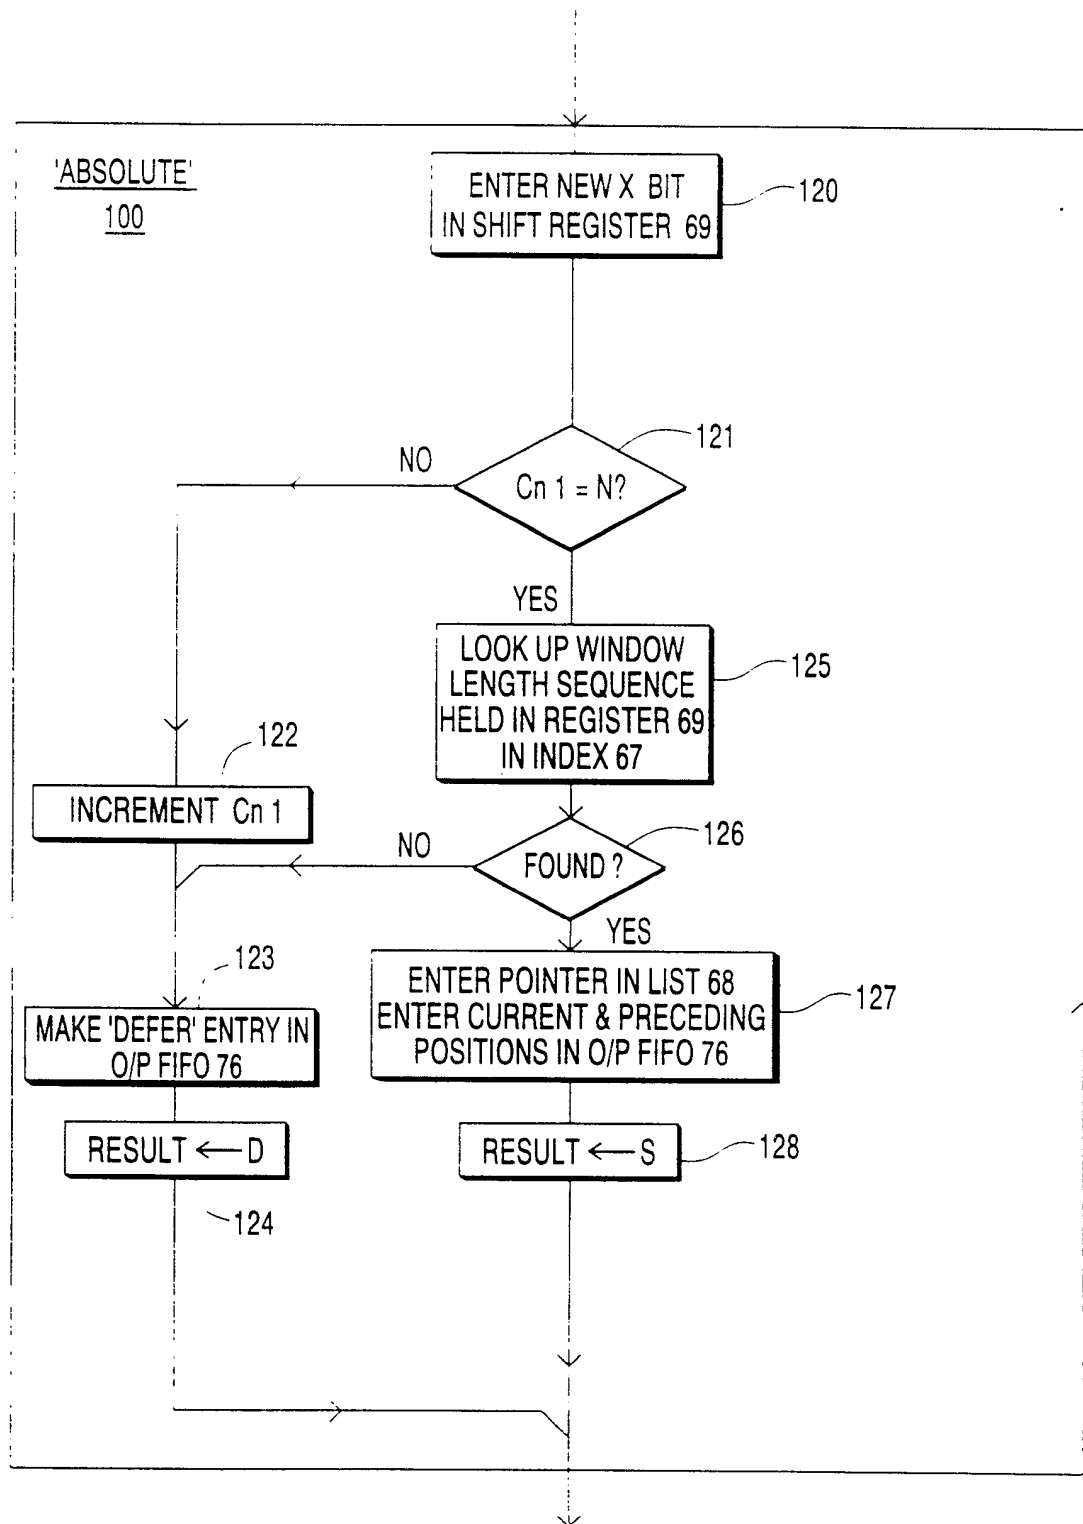 'ABSOLUTE'
100
ENTER NEW X BIT
IN SHIFT REGISTER 69
120
Cn 1 = N?
121
NO
YES
LOOK UP WINDOW
LENGTH SEQUENCE
HELD IN REGISTER 69
IN INDEX 67
125
122
INCREMENT Cn 1
FOUND ?
126
NO
YES
123
MAKE 'DEFER' ENTRY IN
O/P FIFO 76
ENTER POINTER IN LIST 68
ENTER CURRENT & PRECEDING
POSITIONS IN O/P FIFO 76
127
RESULT ← D
124
RESULT ← S
128